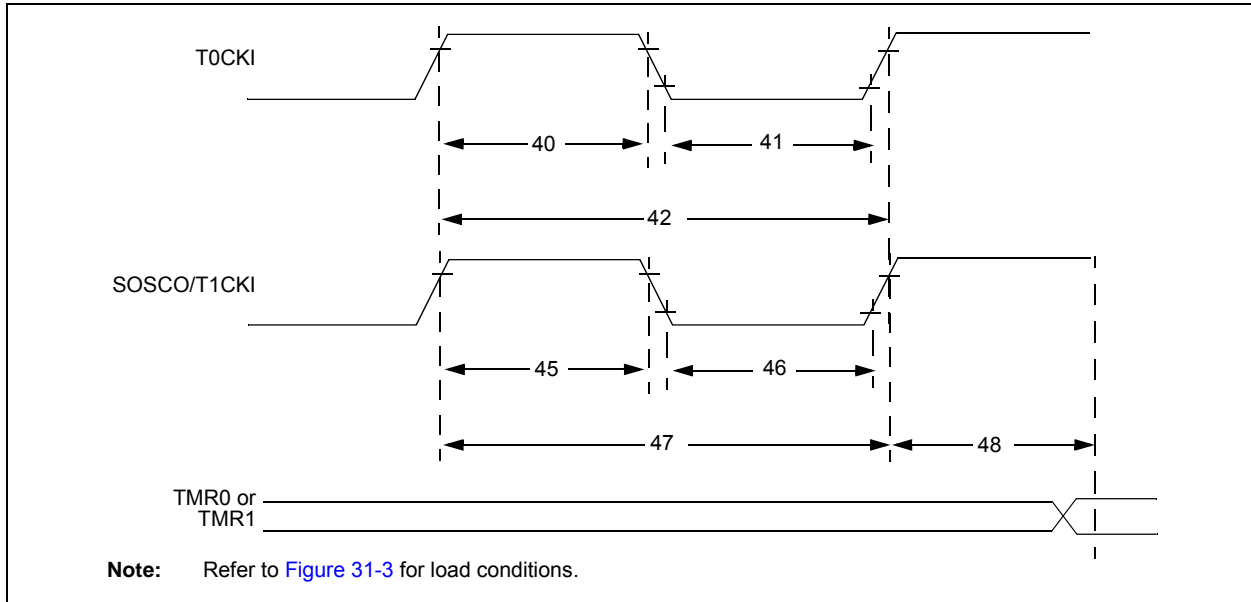 T0CKI
40
41
42
SOSCO/T1CKI
45
46
47
48
TMR0 or
TMR1
Note: Refer to Figure 31-3 for load conditions.